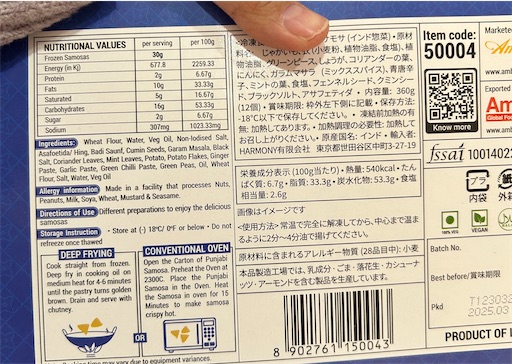 NUTRITIONAL VALUES
per serving
per 100g
Frozen Samosas
30g
Energy (in Kj)
677.8
2259.33
Protein
2g
6.67g
Fat
10g
33.3g
Saturated
5g
16.67g
Carbohydrates
16g
53.33g
Sugar
2g
6.67g
Sodium
307mg
1023.33mg
Ingredients: Wheat Flour, Water, Veg Oil, Non-Iodised Salt,
Asafoetida/ Hing, Badi Saunf, Cumin Seeds, Garam Masala, Black
Salt, Coriander Leaves, Mint Leaves, Potato, Potato Flakes, Ginger
Paste, Garlic Paste, Green Chilli Paste, Green Peas, Oil, Wheat
Flour, Salt, Water, Veg Oil
Allergy information Made in a facility that processes Nuts,
Peanuts, Milk, Soya, Wheat, Mustard & Seasame.
Directions of Use Different preparations to enjoy the delicious
samosas
Storage Instruction • Store at (-) 18°C/ 0°F or below • Do not
refreeze once thawed
DEEP FRYING
Cook straight from frozen.
Deep fry in cooking oil on
medium heat for 4-6 minutes
until the pastry turns golden
brown. Drain and serve with
chutney.
OR
CONVENTIONAL OVEN
Open the Carton of Punjabi
Samosa. Preheat the Oven at
2300C. Place the Punjabi
Samosa in the Oven. Heat
the Samosa in oven for 15
Minutes to make samosa
crispy hot.
Cooking time may vary due to equipment variances.
モサ(インド惣菜)・原材
(小麦粉、植物油脂、食塩)、植
物油脂、グリーンピース、しょうが、コリアンダーの葉、
にんにく、ガラムマサラ (ミックススパイス)、青唐辛
子、ミントの葉、食塩、フェンネルシード、クミンシー
ド、ブラックソルト、アサフェティダ ・内容量: 360g
(12個)・賞味期限: 枠外左下側に記載・保存方法:
-18℃以下で保存してください・凍結前加熱の有
無: 加熱してあります。・加熱調理の必要性: 加熱して
お召し上がりください。・原産国名: インド・輸入者:
HARMONY有限会社 東京都世田谷区中町3-27-19
栄養成分表示 (100g当たり)・熱量: 540kcal・たん
ぱく質: 6.7g・脂質: 33.3g・炭水化物: 53.3g・食塩
相当量: 2.6g
画像はイメージです
<使用方法> 常温で完全に解凍してから、中心まで温
まるように2分〜4分油で揚げてください。
原材料に含まれるアレルギー物質 (28品目中): 小麦
本品製造工場では、乳成分・ごま・落花生・カシューナ
ッツ・アーモンドを含む製品を生産しています。
8 902761 150043
Item code:
50004
Know more
fssai
プラ
内袋
VEG
VEGAN
Batch No.
Best before/賞味期限
Pkd
2025.03
PRODUCT OF